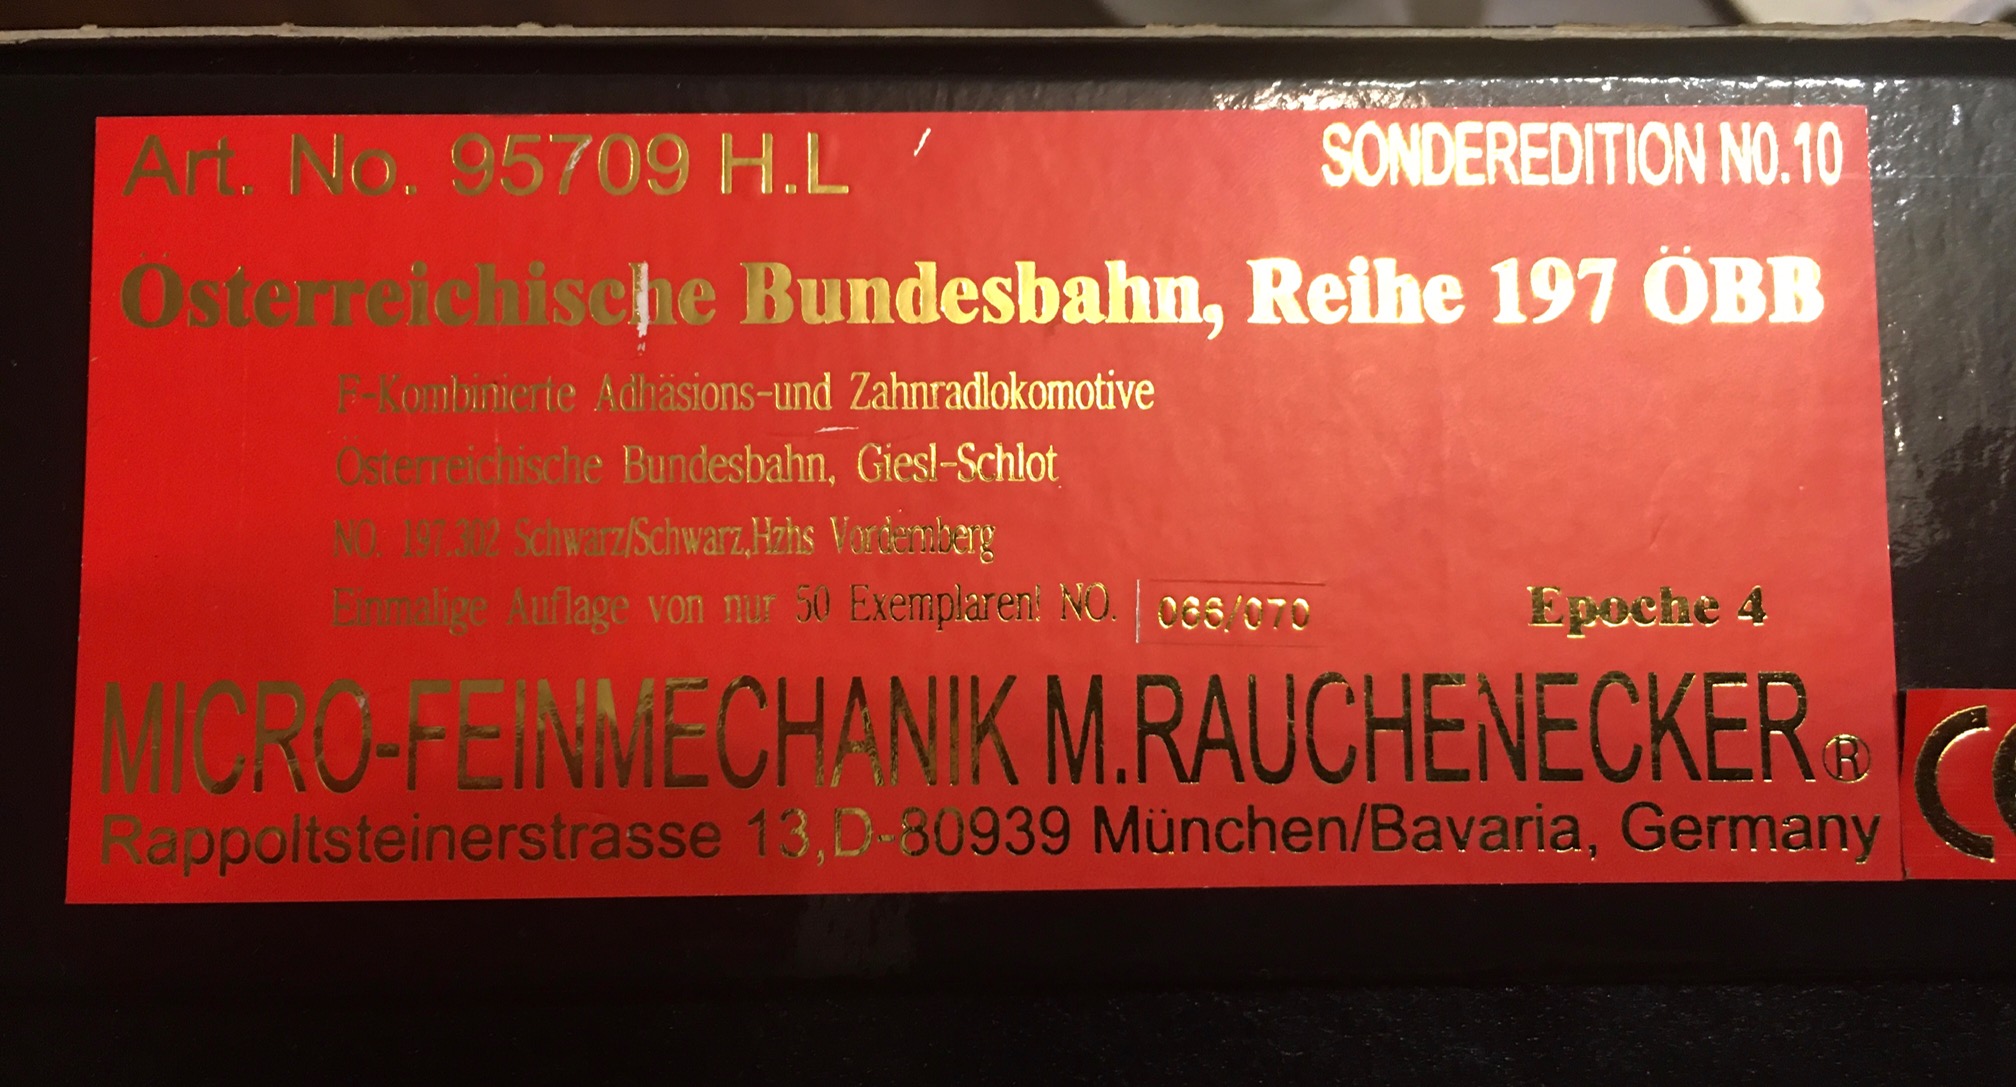 Art. No. 95709 H.L
SONDEREDITION NO.10
Österreichische Bundesbahn, Reihe 197 ÖBB
F-Kombinierte Adhäsions-und Zahnradlokomotive
Österreichische Bundesbahn, Giesl-Schlot
NO. 197.302 Schwarz/Schwarz,Hzhs Vordernberg
Einmalige Auflage von nur 50 Exemplaren! NO. 066/070
Epoche 4
MICRO-FEINMECHANIK M.RAUCHENECKER®
Rappoltsteinerstrasse 13,D-80939 München/Bavaria, Germany